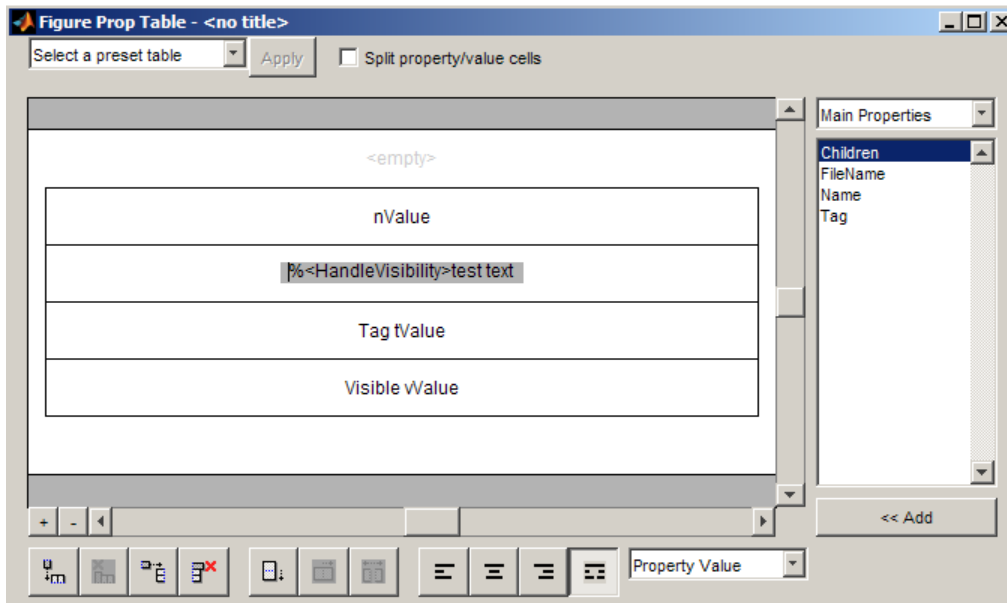 Figure Prop Table - <no title>
Select a preset table
Apply
Split property/value cells
Main Properties
<empty>
Children
FileName
Name
Tag
nValue
%<HandleVisibility>test text
Tag tValue
Visible vValue
+ -
<< Add
Property Value